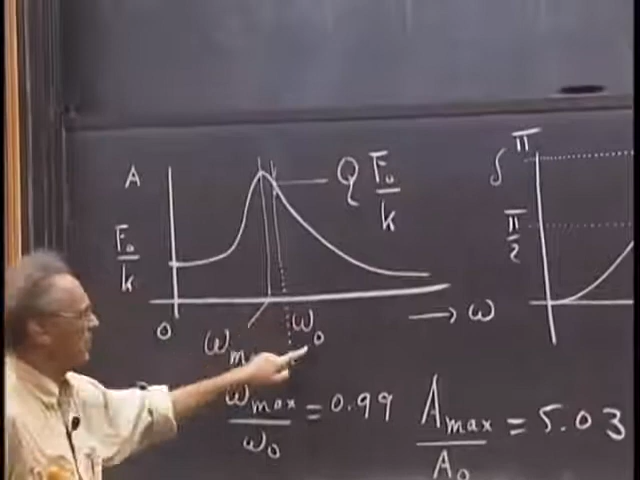 A
F₀/k
Q F₀/k
0
ω₀
→ ω
ω_max/ω₀ = 0.99
A_max/A₀ = 5.03
δ
π
π/2